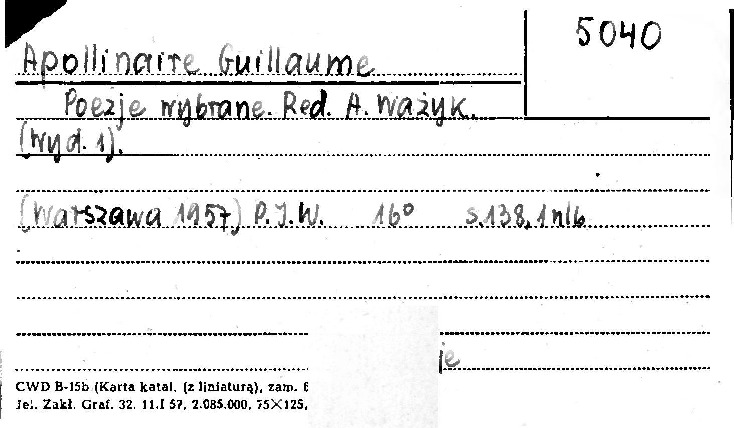 5040
Apollinaire Guillaume
Poezje wybrane. Red. A. Ważyk.
(Wyd. 1).
(Warszawa 1957) P.I.W. 16° s.138, 1 nlb
je
CWD B-15b (Karta katal. (z liniaturą), zam.
Jel. Zakł. Graf. 32. 11.I 57. 2.085.000, 75×125,